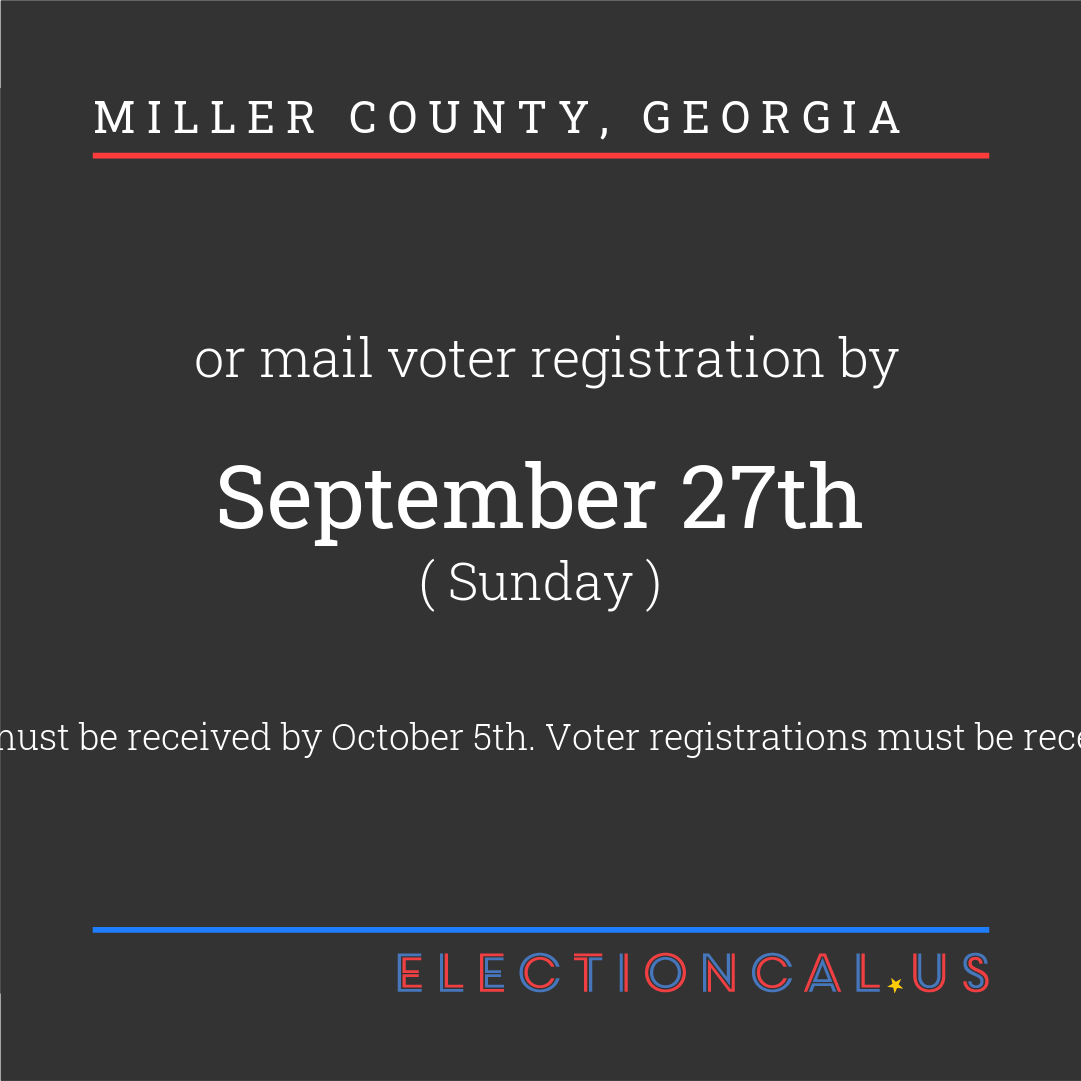 MILLER COUNTY, GEORGIA
or mail voter registration by
September 27th
( Sunday )
must be received by October 5th. Voter registrations must be rece
ELECTIONCAL.US